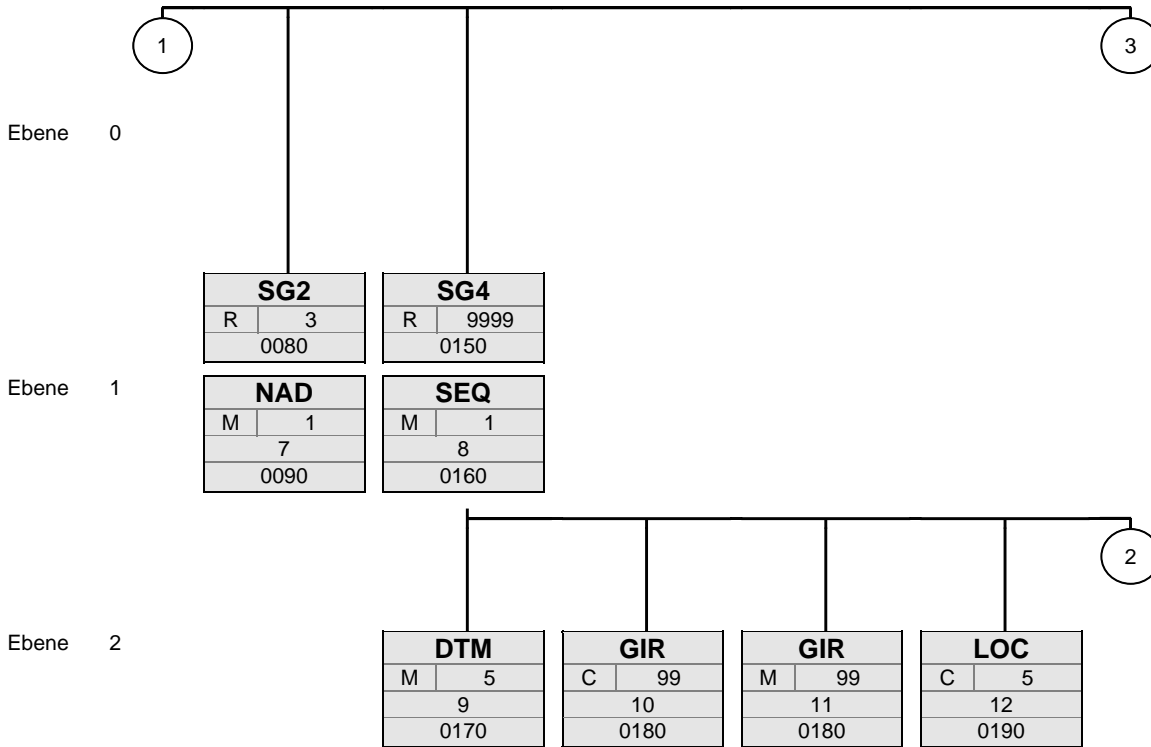 1 3
Ebene 0
SG2 SG4
R 3 R 9999
0080 0150
Ebene 1
NAD SEQ
M 1 M 1
7 8
0090 0160
2
Ebene 2
DTM GIR GIR LOC
M 5 C 99 M 99 C 5
9 10 11 12
0170 0180 0180 0190